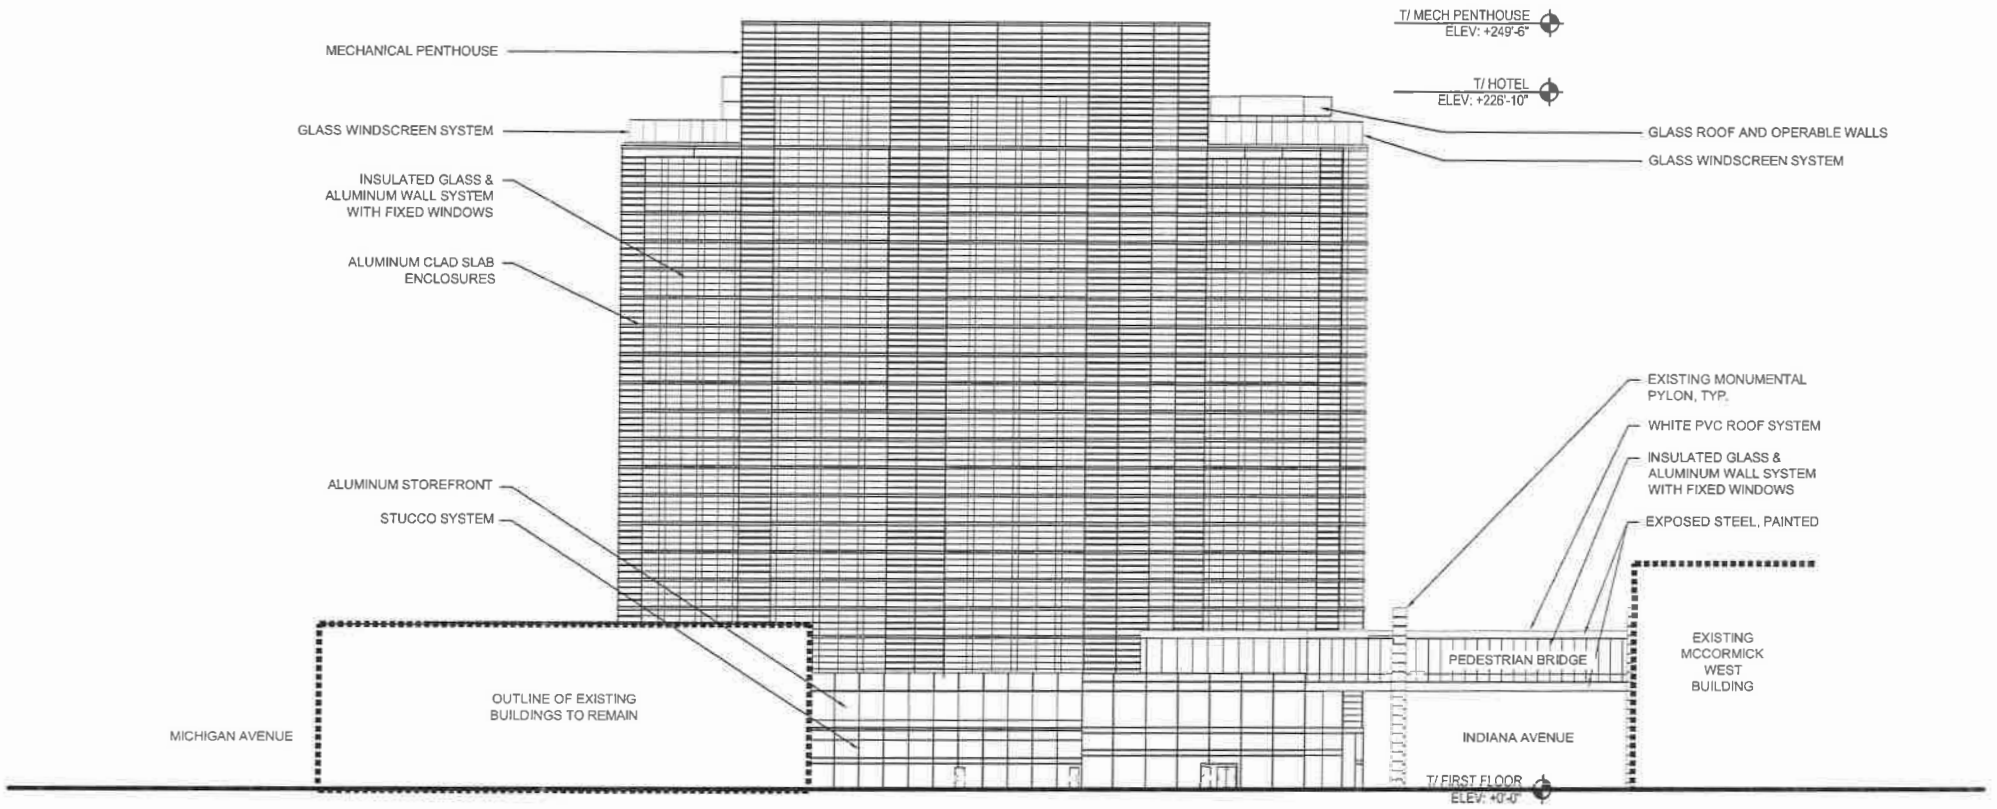 T/ MECH PENTHOUSE
ELEV: +249'-6"
MECHANICAL PENTHOUSE
T/ HOTEL
ELEV: +226'-10"
GLASS WINDSCREEN SYSTEM
GLASS ROOF AND OPERABLE WALLS
GLASS WINDSCREEN SYSTEM
INSULATED GLASS &
ALUMINUM WALL SYSTEM
WITH FIXED WINDOWS
ALUMINUM CLAD SLAB
ENCLOSURES
EXISTING MONUMENTAL
PYLON, TYP.
WHITE PVC ROOF SYSTEM
INSULATED GLASS &
ALUMINUM WALL SYSTEM
WITH FIXED WINDOWS
EXPOSED STEEL, PAINTED
ALUMINUM STOREFRONT
STUCCO SYSTEM
PEDESTRIAN BRIDGE
EXISTING
MCCORMICK
WEST
BUILDING
OUTLINE OF EXISTING
BUILDINGS TO REMAIN
MICHIGAN AVENUE
INDIANA AVENUE
T/ FIRST FLOOR
ELEV: +0'-0"